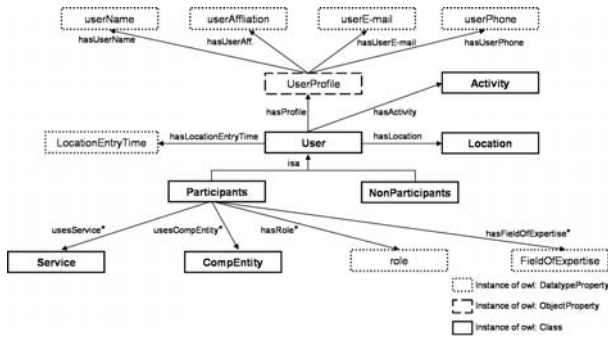 userName
userAffliation
userE-mail
userPhone
hasUserName
hasUserAff.
hasUserE-mail
hasUserPhone
UserProfile
Activity
hasProfile
hasActivity
LocationEntryTime
hasLocationEntryTime
User
hasLocation
Location
isa
Participants
NonParticipants
usesService*
usesCompEntity*
hasRole*
hasFieldOfExpertise*
Service
CompEntity
role
FieldOfExpertise
Instance of owl: DatatypeProperty
Instance of owl: ObjectProperty
Instance of owl: Class